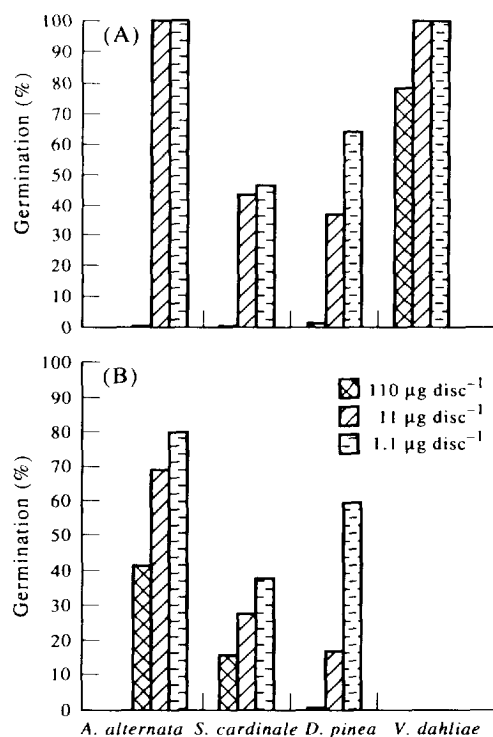 (A)
Germination (%)
100
90
80
70
60
50
40
30
20
10
0
(B)
Germination (%)
100
90
80
70
60
50
40
30
20
10
0
110 µg disc⁻¹
11 µg disc⁻¹
1.1 µg disc⁻¹
A. alternata S. cardinale D. pinea V. dahliae